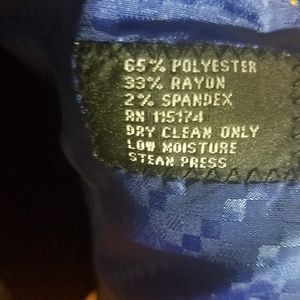 65% POLYESTER
33% RAYON
2% SPANDEX
RN 115174
DRY CLEAN ONLY
LOW MOISTURE
STEAM PRESS